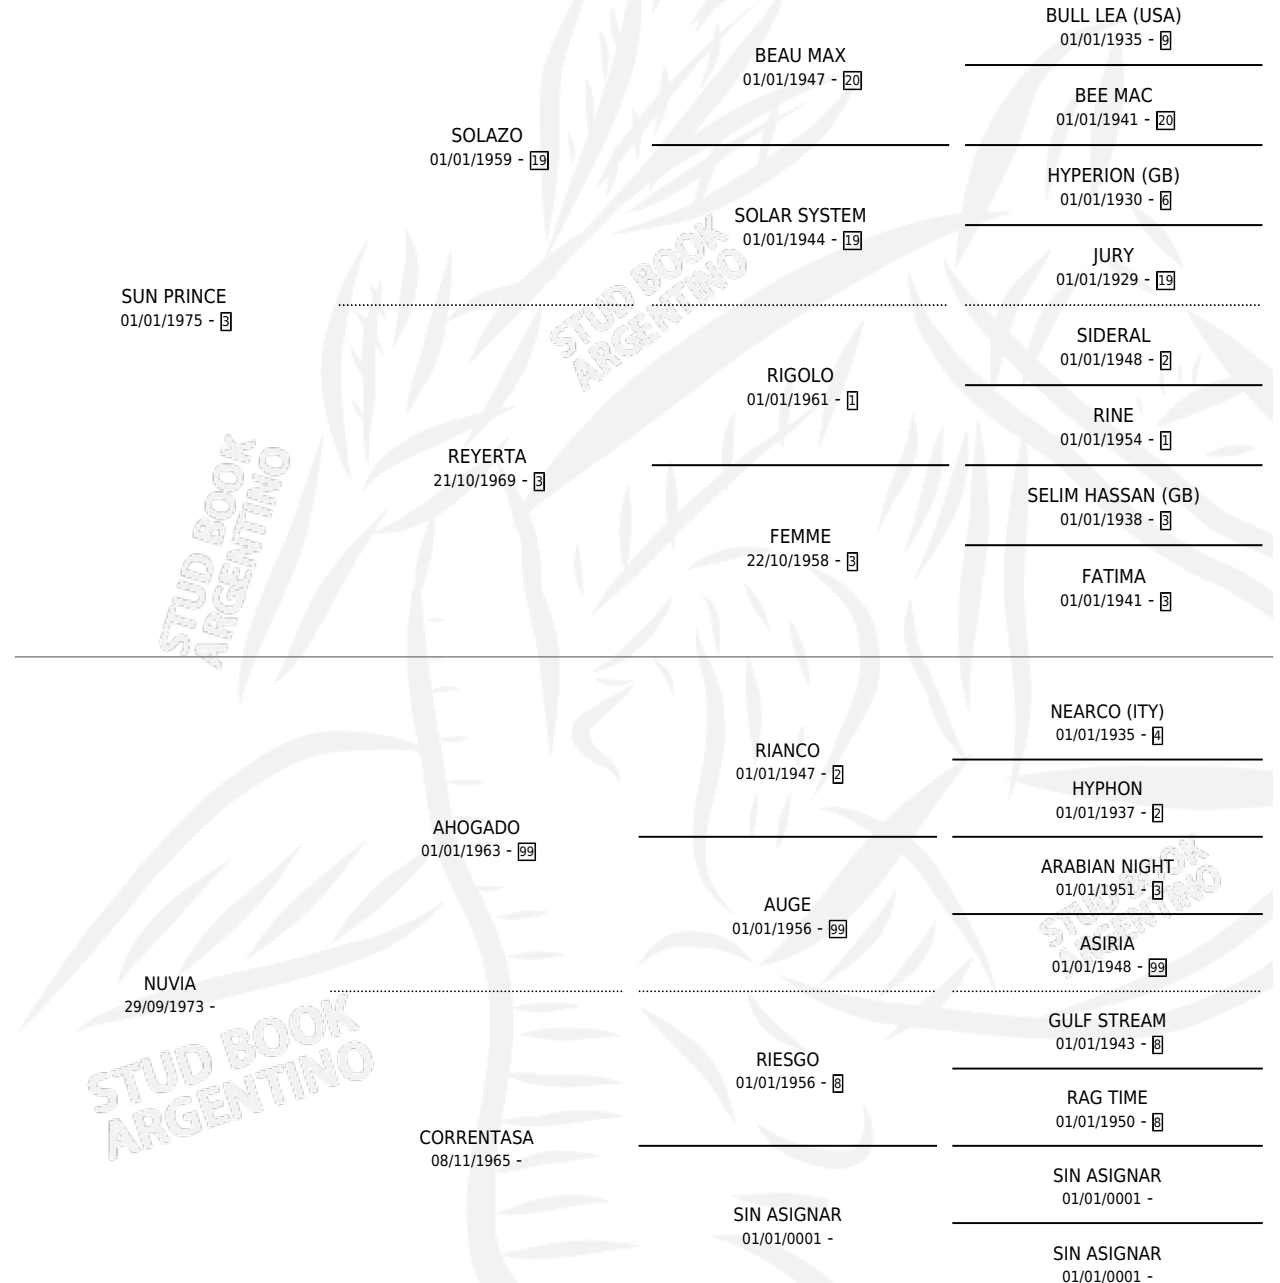 BULL LEA (USA)
01/01/1935 - 9
BEAU MAX
01/01/1947 - 20
BEE MAC
01/01/1941 - 20
SOLAZO
01/01/1959 - 19
HYPERION (GB)
01/01/1930 - 6
SOLAR SYSTEM
01/01/1944 - 19
JURY
01/01/1929 - 19
SUN PRINCE
01/01/1975 - 3
SIDERAL
01/01/1948 - 2
RIGOLO
01/01/1961 - 1
RINE
01/01/1954 - 1
REYERTA
21/10/1969 - 3
SELIM HASSAN (GB)
01/01/1938 - 3
FEMME
22/10/1958 - 3
FATIMA
01/01/1941 - 3
NEARCO (ITY)
01/01/1935 - 4
RIANCO
01/01/1947 - 2
HYPHON
01/01/1937 - 2
AHOGADO
01/01/1963 - 99
ARABIAN NIGHT
01/01/1951 - 3
AUGE
01/01/1956 - 99
ASIRIA
01/01/1948 - 99
NUVIA
29/09/1973 -
GULF STREAM
01/01/1943 - 8
RIESGO
01/01/1956 - 8
RAG TIME
01/01/1950 - 8
CORRENTASA
08/11/1965 -
SIN ASIGNAR
01/01/0001 -
SIN ASIGNAR
01/01/0001 -
SIN ASIGNAR
01/01/0001 -
STUD BOOK
ARGENTINO
STUD BOOK
ARGENTINO
STUD BOOK
ARGENTINO
STUD BOOK
ARGENTINO